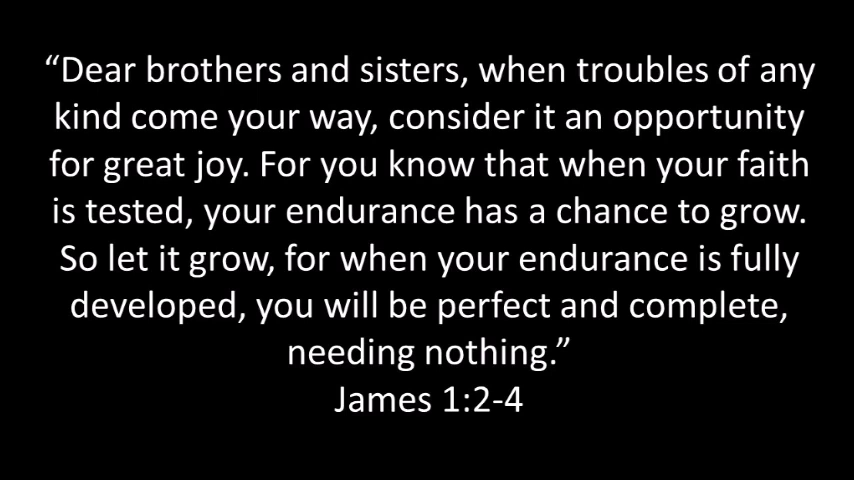 “Dear brothers and sisters, when troubles of any
kind come your way, consider it an opportunity
for great joy. For you know that when your faith
is tested, your endurance has a chance to grow.
So let it grow, for when your endurance is fully
developed, you will be perfect and complete,
needing nothing.”
James 1:2-4